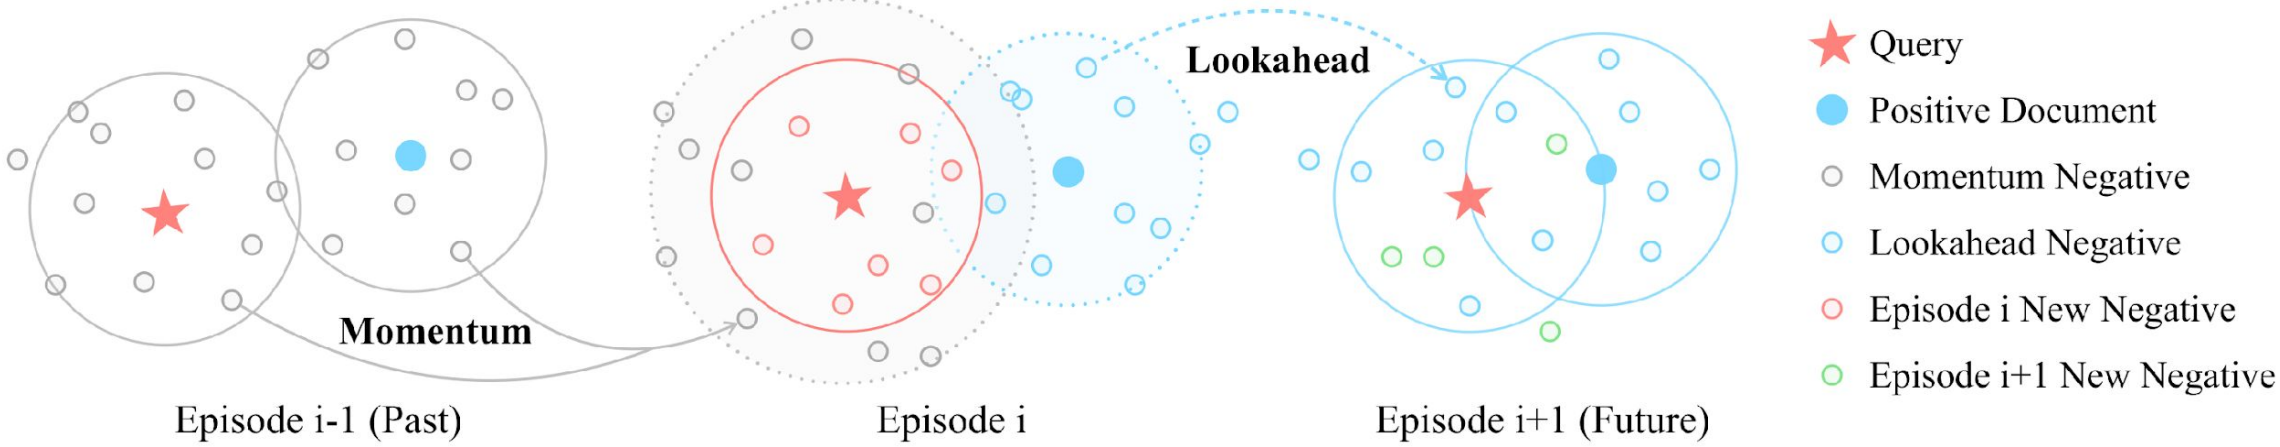 Momentum
Episode i-1 (Past)
Episode i
Lookahead
Episode i+1 (Future)
Query
Positive Document
Momentum Negative
Lookahead Negative
Episode i New Negative
Episode i+1 New Negative